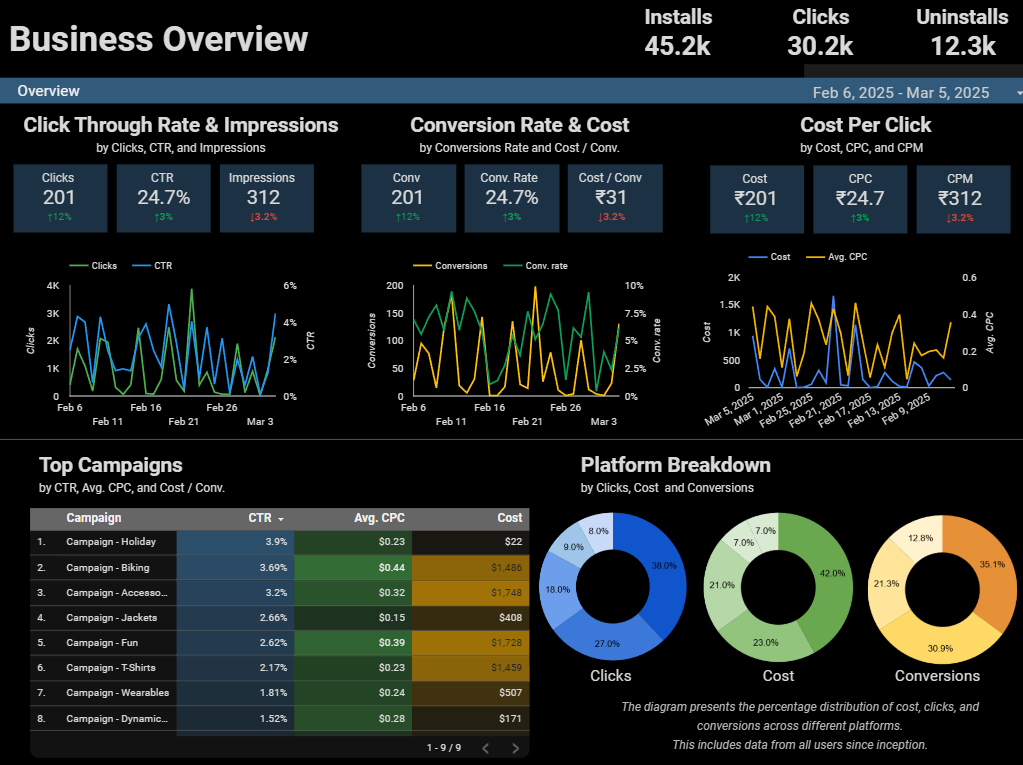 Business Overview
Installs
45.2k
Clicks
30.2k
Uninstalls
12.3k
Overview
Feb 6, 2025 - Mar 5, 2025
Click Through Rate & Impressions
by Clicks, CTR, and Impressions
Clicks
201
↑12%
CTR
24.7%
↑3%
Impressions
312
↓3.2%
Clicks CTR
4K
3K
2K
1K
0
Clicks
6%
4%
2%
0%
CTR
Feb 6
Feb 11
Feb 16
Feb 21
Feb 26
Mar 3
Conversion Rate & Cost
by Conversions Rate and Cost / Conv.
Conv
201
↑12%
Conv. Rate
24.7%
↑3%
Cost / Conv
₹31
↓3.2%
Conversions Conv. rate
200
150
100
50
0
Conversions
10%
7.5%
5%
2.5%
0%
Conv. rate
Feb 6
Feb 11
Feb 16
Feb 21
Feb 26
Mar 3
Cost Per Click
by Cost, CPC, and CPM
Cost
₹201
↑12%
CPC
₹24.7
↑3%
CPM
₹312
↓3.2%
Cost Avg. CPC
2K
1.5K
1K
500
0
Cost
0.6
0.4
0.2
0
Avg. CPC
Mar 5, 2025
Mar 1, 2025
Feb 25, 2025
Feb 21, 2025
Feb 17, 2025
Feb 13, 2025
Feb 9, 2025
Top Campaigns
by CTR, Avg. CPC, and Cost / Conv.
Campaign CTR Avg. CPC Cost
1. Campaign - Holiday 3.9% $0.23 $22
2. Campaign - Biking 3.69% $0.44 $1,486
3. Campaign - Accesso... 3.2% $0.32 $1,748
4. Campaign - Jackets 2.66% $0.15 $408
5. Campaign - Fun 2.62% $0.39 $1,728
6. Campaign - T-Shirts 2.17% $0.23 $1,459
7. Campaign - Wearables 1.81% $0.24 $507
8. Campaign - Dynamic... 1.52% $0.28 $171
1 - 9 / 9
Platform Breakdown
by Clicks, Cost and Conversions
38.0%
27.0%
18.0%
9.0%
8.0%
Clicks
42.0%
23.0%
21.0%
7.0%
7.0%
Cost
35.1%
30.9%
21.3%
12.8%
Conversions
The diagram presents the percentage distribution of cost, clicks, and
conversions across different platforms.
This includes data from all users since inception.